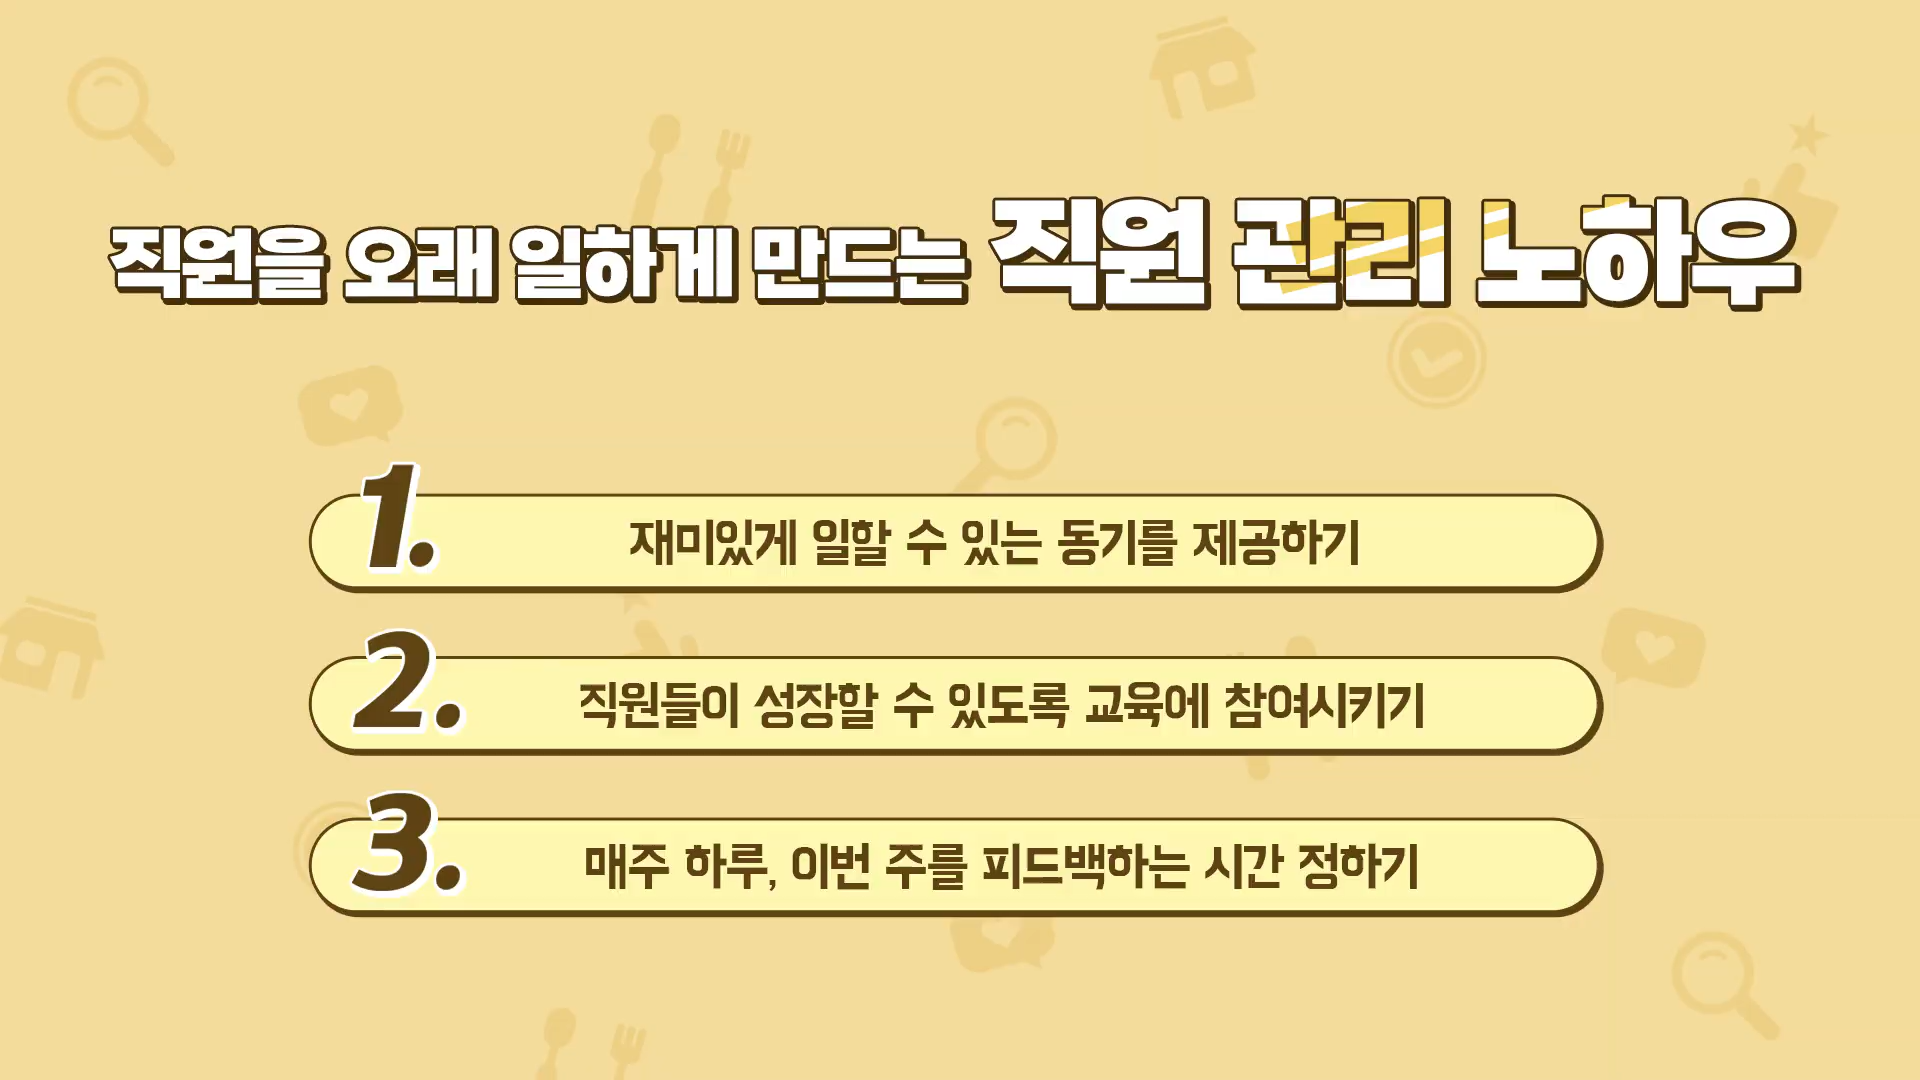 직원을 오래 일하게 만드는 직원 관리 노하우
1. 재미있게 일할 수 있는 동기를 제공하기
2. 직원들이 성장할 수 있도록 교육에 참여시키기
3. 매주 하루, 이번 주를 피드백하는 시간 정하기